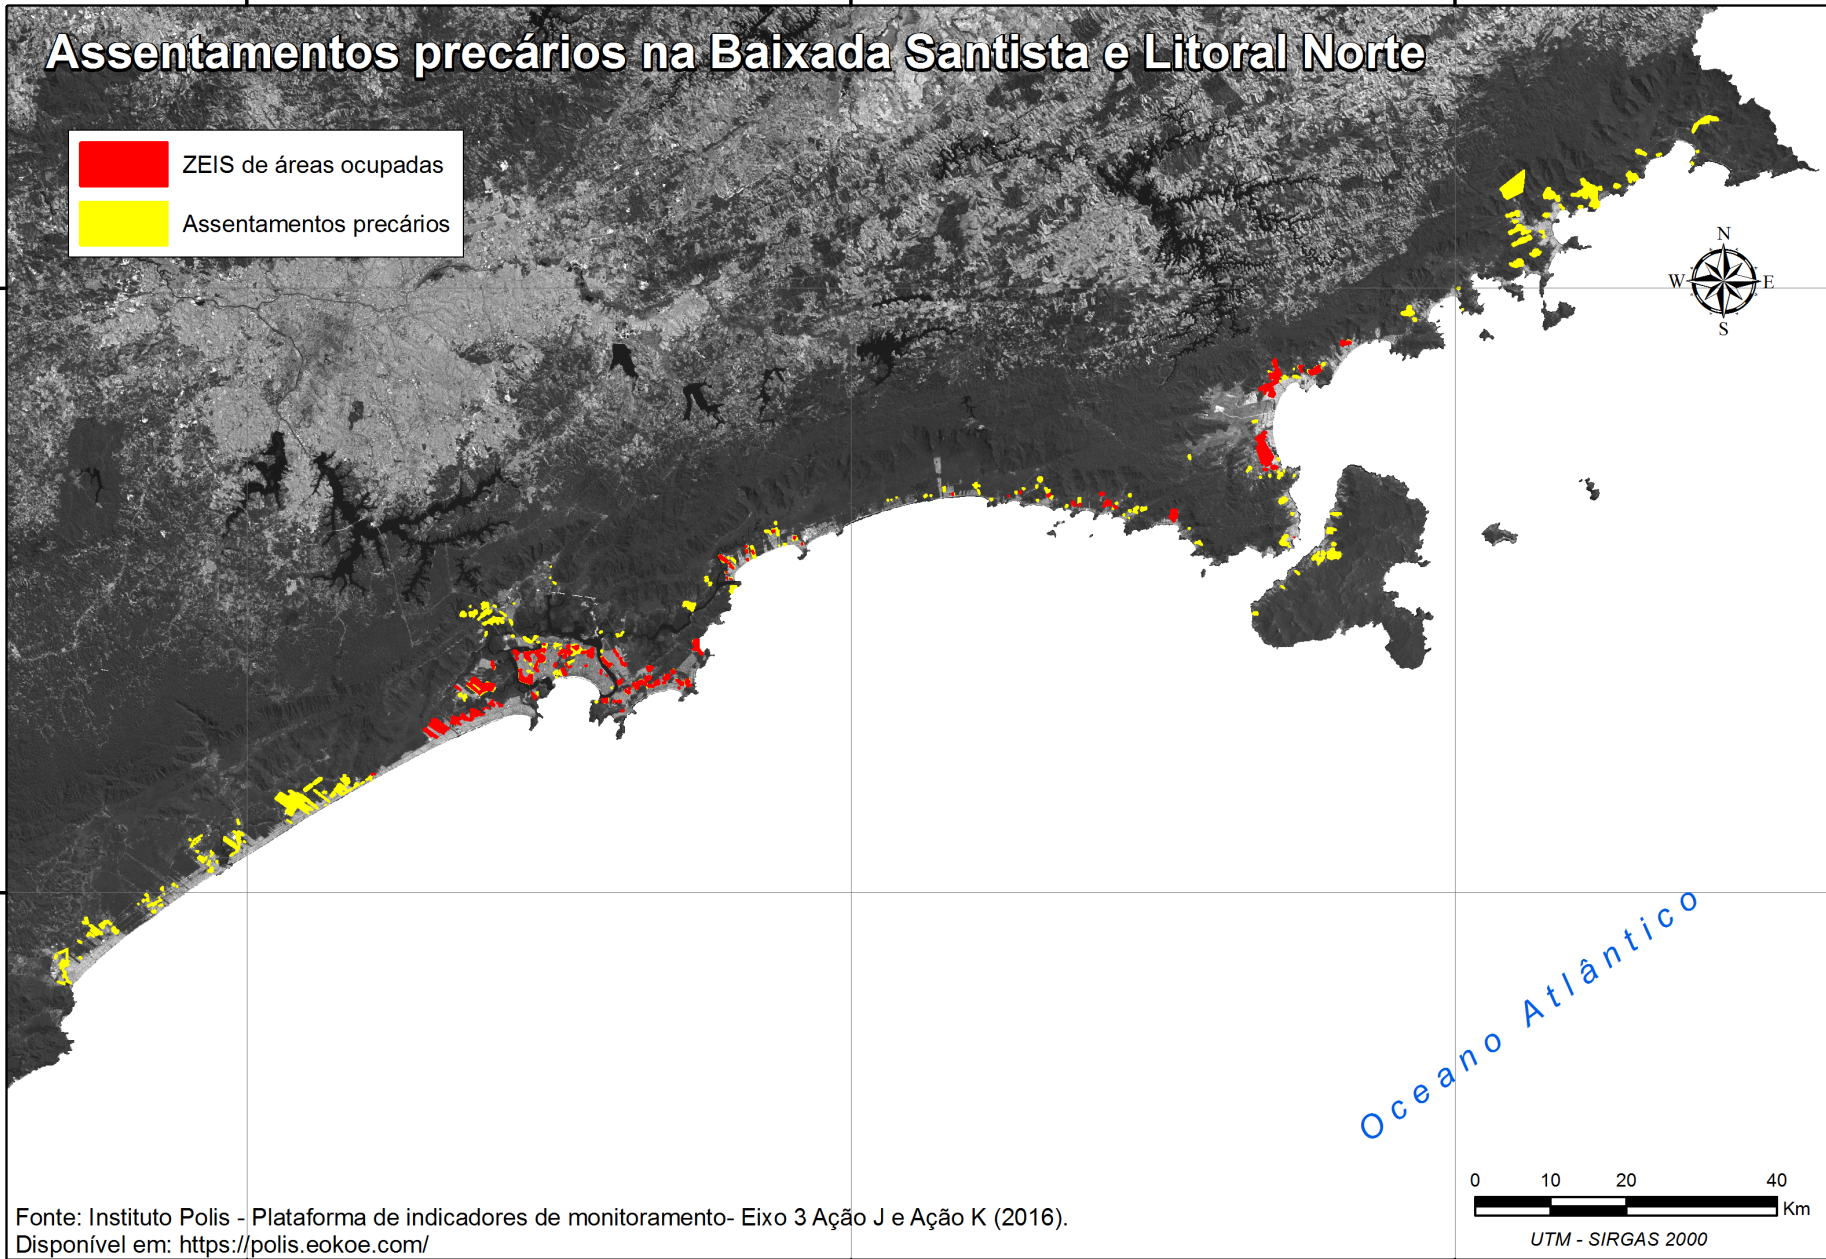 Assentamentos precários na Baixada Santista e Litoral Norte
ZEIS de áreas ocupadas
Assentamentos precários
N
W E
S
Oceano Atlântico
0 10 20 40
Km
UTM - SIRGAS 2000
Fonte: Instituto Polis - Plataforma de indicadores de monitoramento- Eixo 3 Ação J e Ação K (2016).
Disponível em: https://polis.eokoe.com/